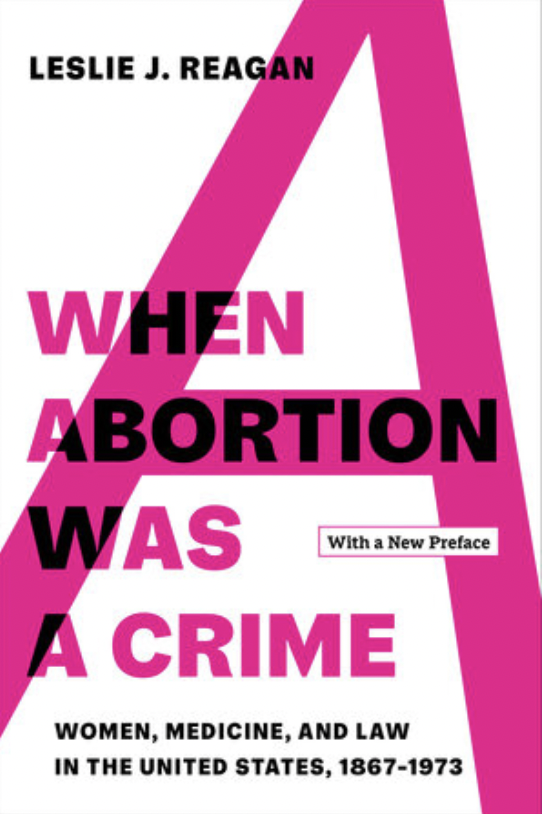 LESLIE J. REAGAN
WHEN
ABORTION
WAS
With a New Preface
A CRIME
WOMEN, MEDICINE, AND LAW
IN THE UNITED STATES, 1867–1973